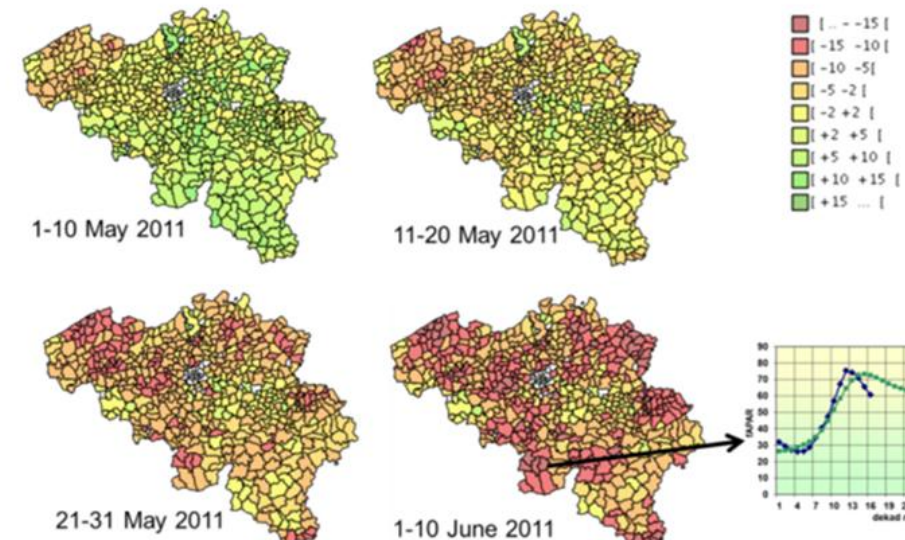 [ .. – –15 [
[ –15 –10 [
[ –10 –5[
[ –5 –2 [
[ –2 +2 [
[ +2 +5 [
[ +5 +10 [
[ +10 +15 [
[ +15 ... [
1-10 May 2011
11-20 May 2011
21-31 May 2011
1-10 June 2011
fAPAR
90
80
70
60
50
40
30
20
10
0
1 4 7 10 13 16 19
dekad